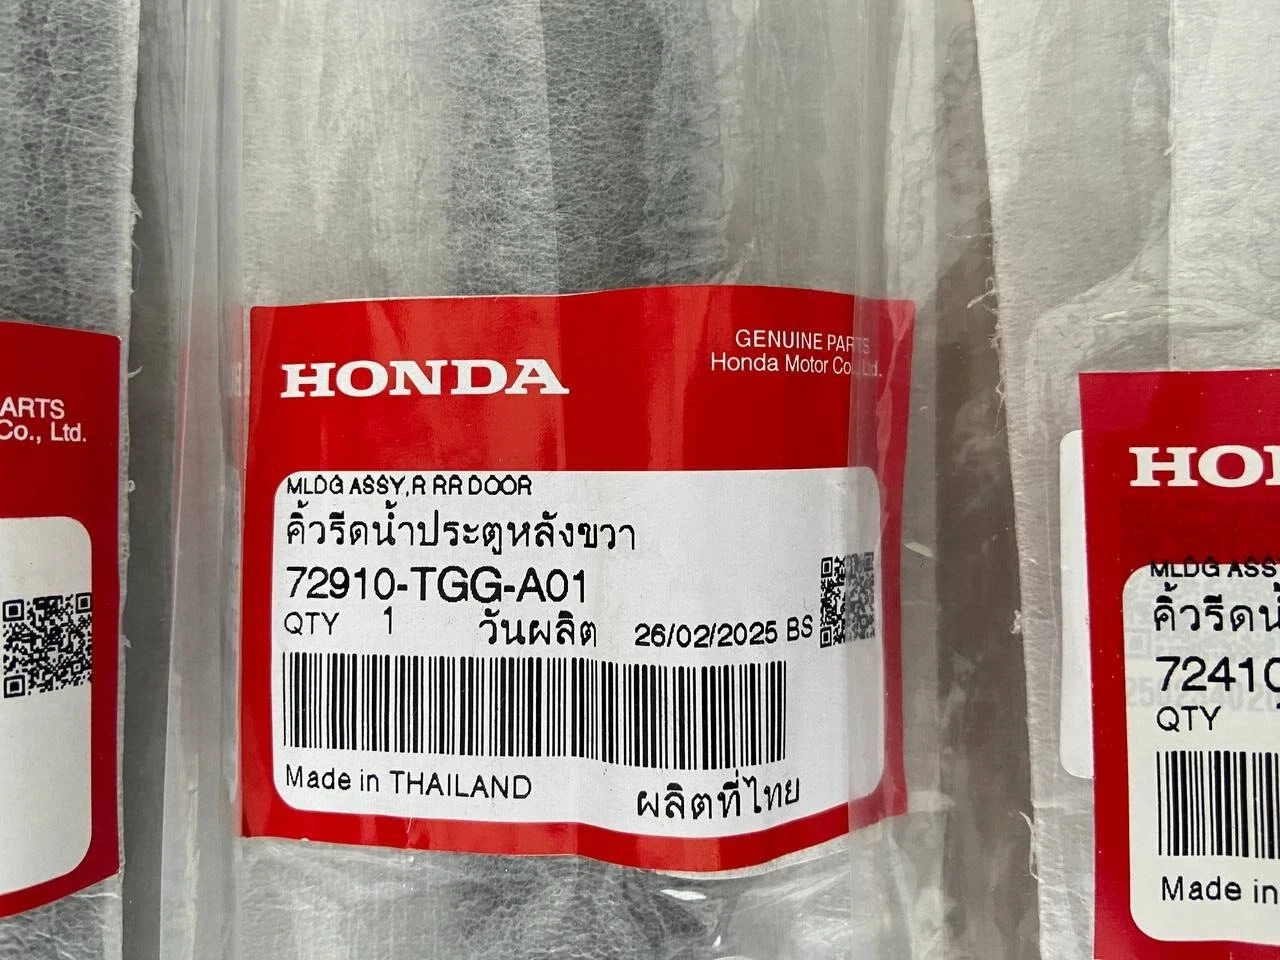 ARTS
Co., Ltd.
HONDA
GENUINE PARTS
Honda Motor Co., Ltd.
MLDG ASSY,R RR DOOR
คิ้วรีดน้ำประตูหลังขวา
72910-TGG-A01
QTY 1 วันผลิต 26/02/2025 BS
Made in THAILAND
ผลิตที่ไทย
HO
MLDG ASS
คิ้วรีดน้
7241
QTY
Made in